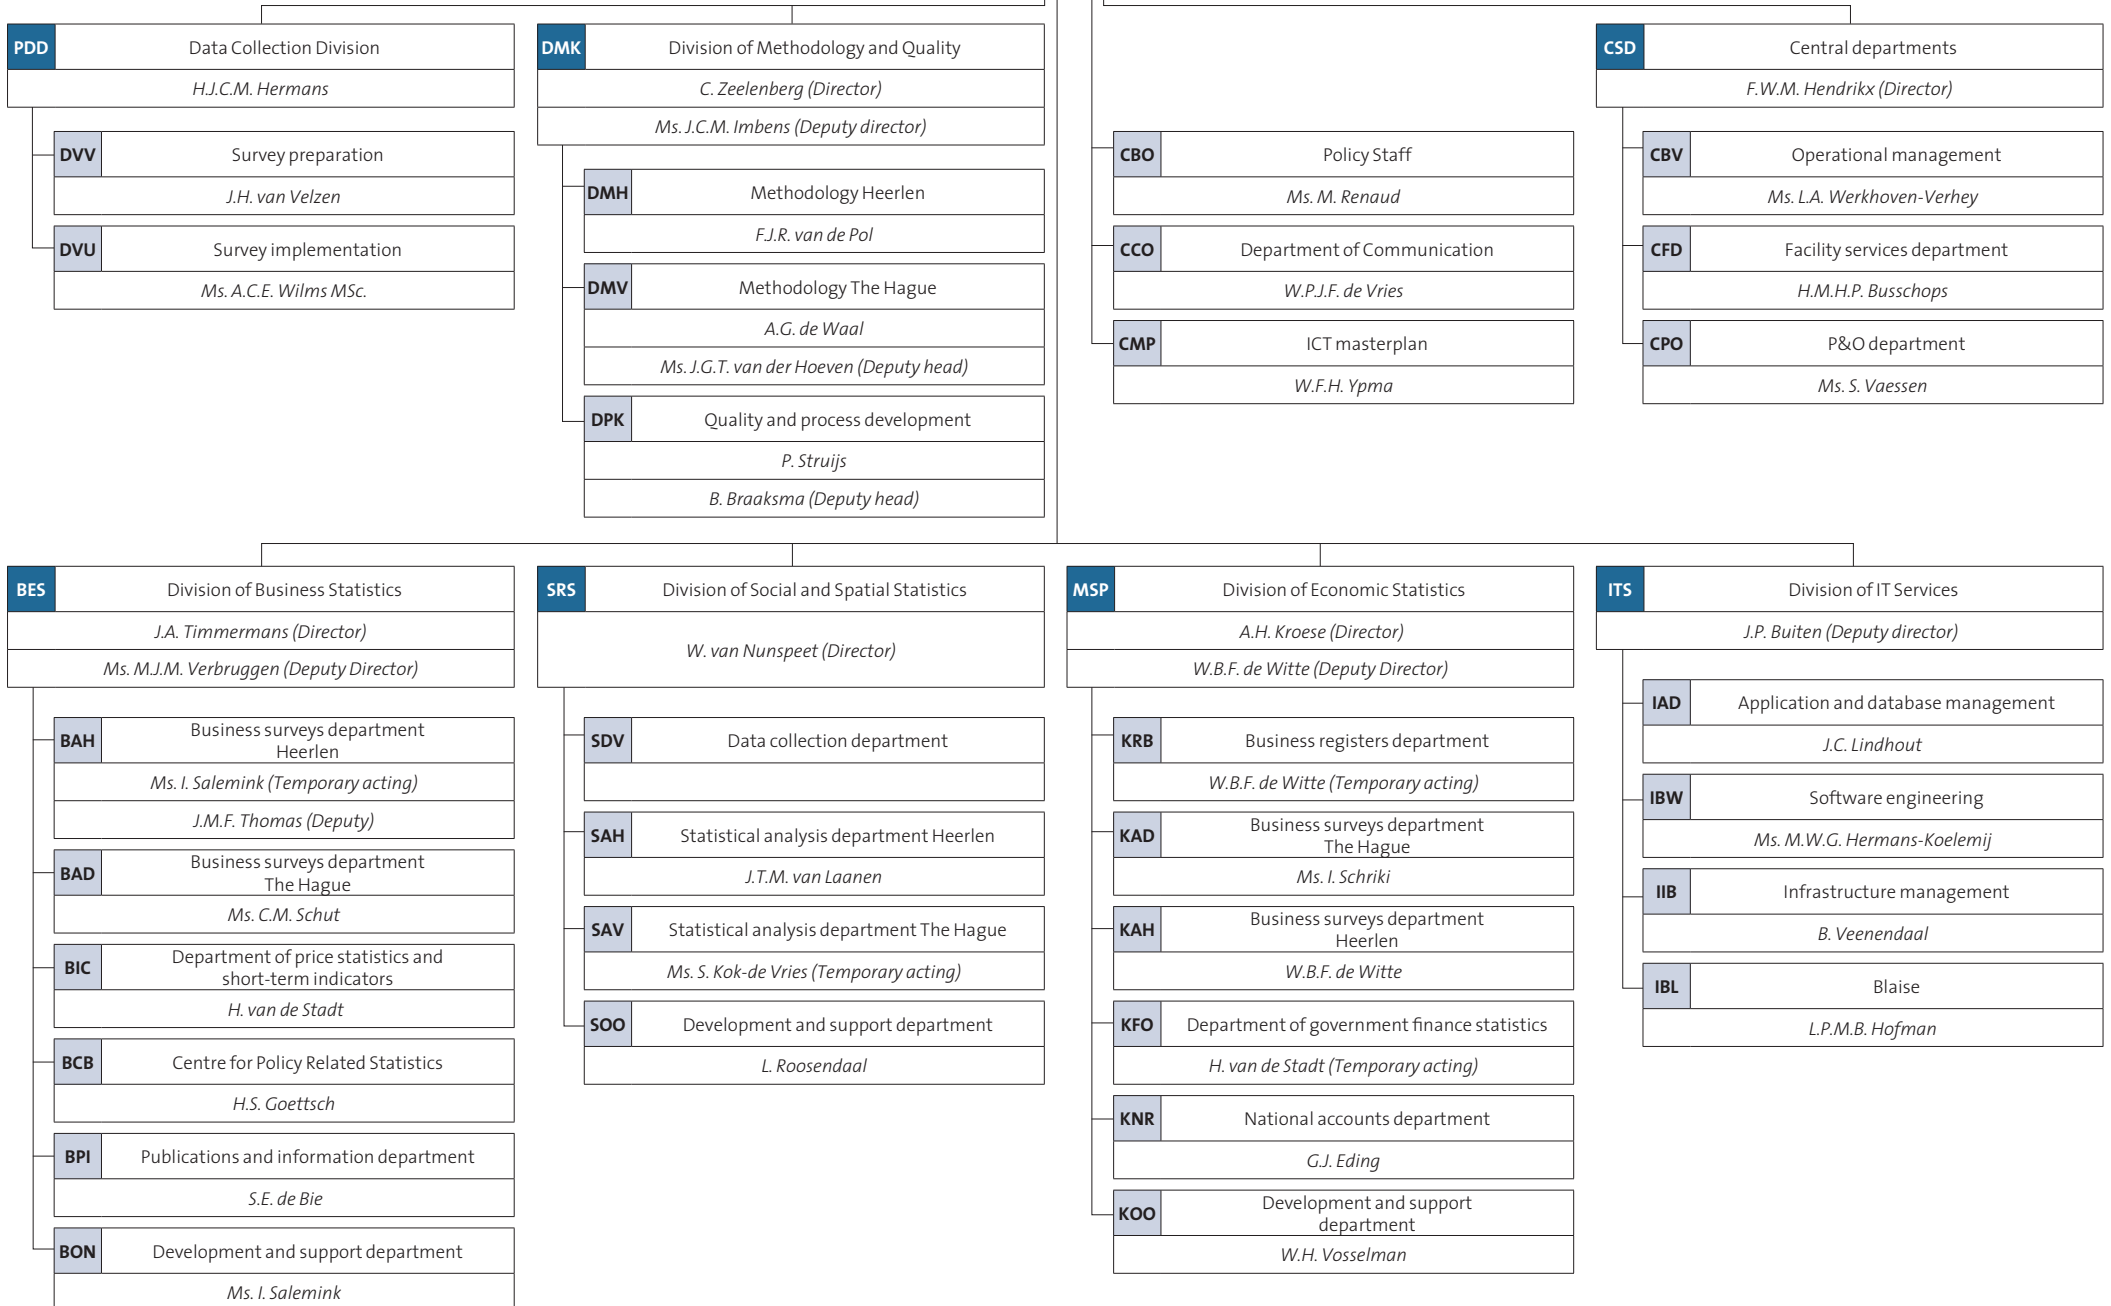 PDD Data Collection Division
H.J.C.M. Hermans
DVV Survey preparation
J.H. van Velzen
DVU Survey implementation
Ms. A.C.E. Wilms MSc.
DMK Division of Methodology and Quality
C. Zeelenberg (Director)
Ms. J.C.M. Imbens (Deputy director)
DMH Methodology Heerlen
F.J.R. van de Pol
DMV Methodology The Hague
A.G. de Waal
Ms. J.G.T. van der Hoeven (Deputy head)
DPK Quality and process development
P. Struijs
B. Braaksma (Deputy head)
CBO Policy Staff
Ms. M. Renaud
CCO Department of Communication
W.P.J.F. de Vries
CMP ICT masterplan
W.F.H. Ypma
CSD Central departments
F.W.M. Hendrikx (Director)
CBV Operational management
Ms. L.A. Werkhoven-Verhey
CFD Facility services department
H.M.H.P. Busschops
CPO P&O department
Ms. S. Vaessen
BES Division of Business Statistics
J.A. Timmermans (Director)
Ms. M.J.M. Verbruggen (Deputy Director)
BAH Business surveys department
Heerlen
Ms. I. Salemink (Temporary acting)
J.M.F. Thomas (Deputy)
BAD Business surveys department
The Hague
Ms. C.M. Schut
BIC Department of price statistics and
short-term indicators
H. van de Stadt
BCB Centre for Policy Related Statistics
H.S. Goettsch
BPI Publications and information department
S.E. de Bie
BON Development and support department
Ms. I. Salemink
SRS Division of Social and Spatial Statistics
W. van Nunspeet (Director)
SDV Data collection department
SAH Statistical analysis department Heerlen
J.T.M. van Laanen
SAV Statistical analysis department The Hague
Ms. S. Kok-de Vries (Temporary acting)
SOO Development and support department
L. Roosendaal
MSP Division of Economic Statistics
A.H. Kroese (Director)
W.B.F. de Witte (Deputy Director)
KRB Business registers department
W.B.F. de Witte (Temporary acting)
KAD Business surveys department
The Hague
Ms. I. Schriki
KAH Business surveys department
Heerlen
W.B.F. de Witte
KFO Department of government finance statistics
H. van de Stadt (Temporary acting)
KNR National accounts department
G.J. Eding
KOO Development and support
department
W.H. Vosselman
ITS Division of IT Services
J.P. Buiten (Deputy director)
IAD Application and database management
J.C. Lindhout
IBW Software engineering
Ms. M.W.G. Hermans-Koelemij
IIB Infrastructure management
B. Veenendaal
IBL Blaise
L.P.M.B. Hofman